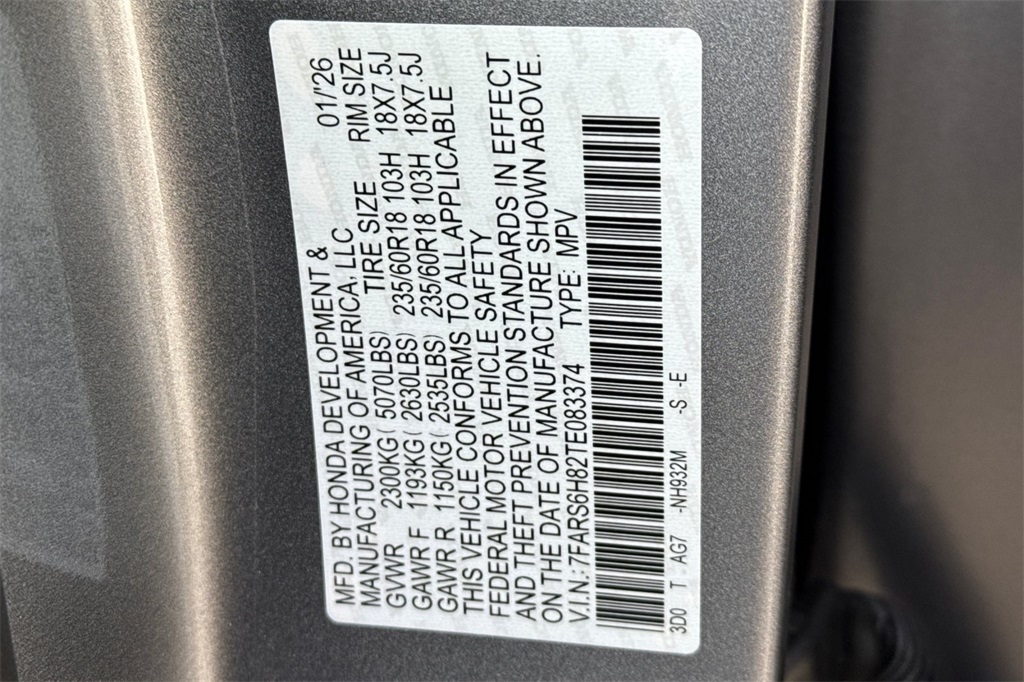 MFD. BY HONDA DEVELOPMENT & 01/'26
MANUFACTURING OF AMERICA, LLC
TIRE SIZE RIM SIZE
GVWR 2300KG( 5070LBS)
GAWR F 1193KG( 2630LBS) 235/60R18 103H 18X7.5J
GAWR R 1150KG( 2535LBS) 235/60R18 103H 18X7.5J
THIS VEHICLE CONFORMS TO ALL APPLICABLE
FEDERAL MOTOR VEHICLE SAFETY
AND THEFT PREVENTION STANDARDS IN EFFECT
ON THE DATE OF MANUFACTURE SHOWN ABOVE.
V.I.N.: 7FARS6H82TE083374 TYPE: MPV
3D0 T AG7 -NH932M -S -E